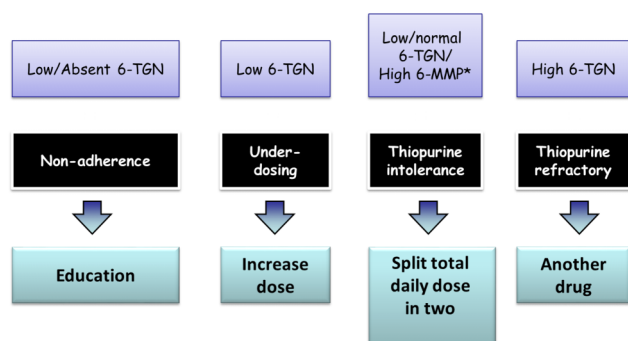 Low/Absent 6-TGN
Low 6-TGN
Low/normal
6-TGN/
High 6-MMP*
High 6-TGN
Non-adherence
Under-
dosing
Thiopurine
intolerance
Thiopurine
refractory
Education
Increase
dose
Split total
daily dose
in two
Another
drug